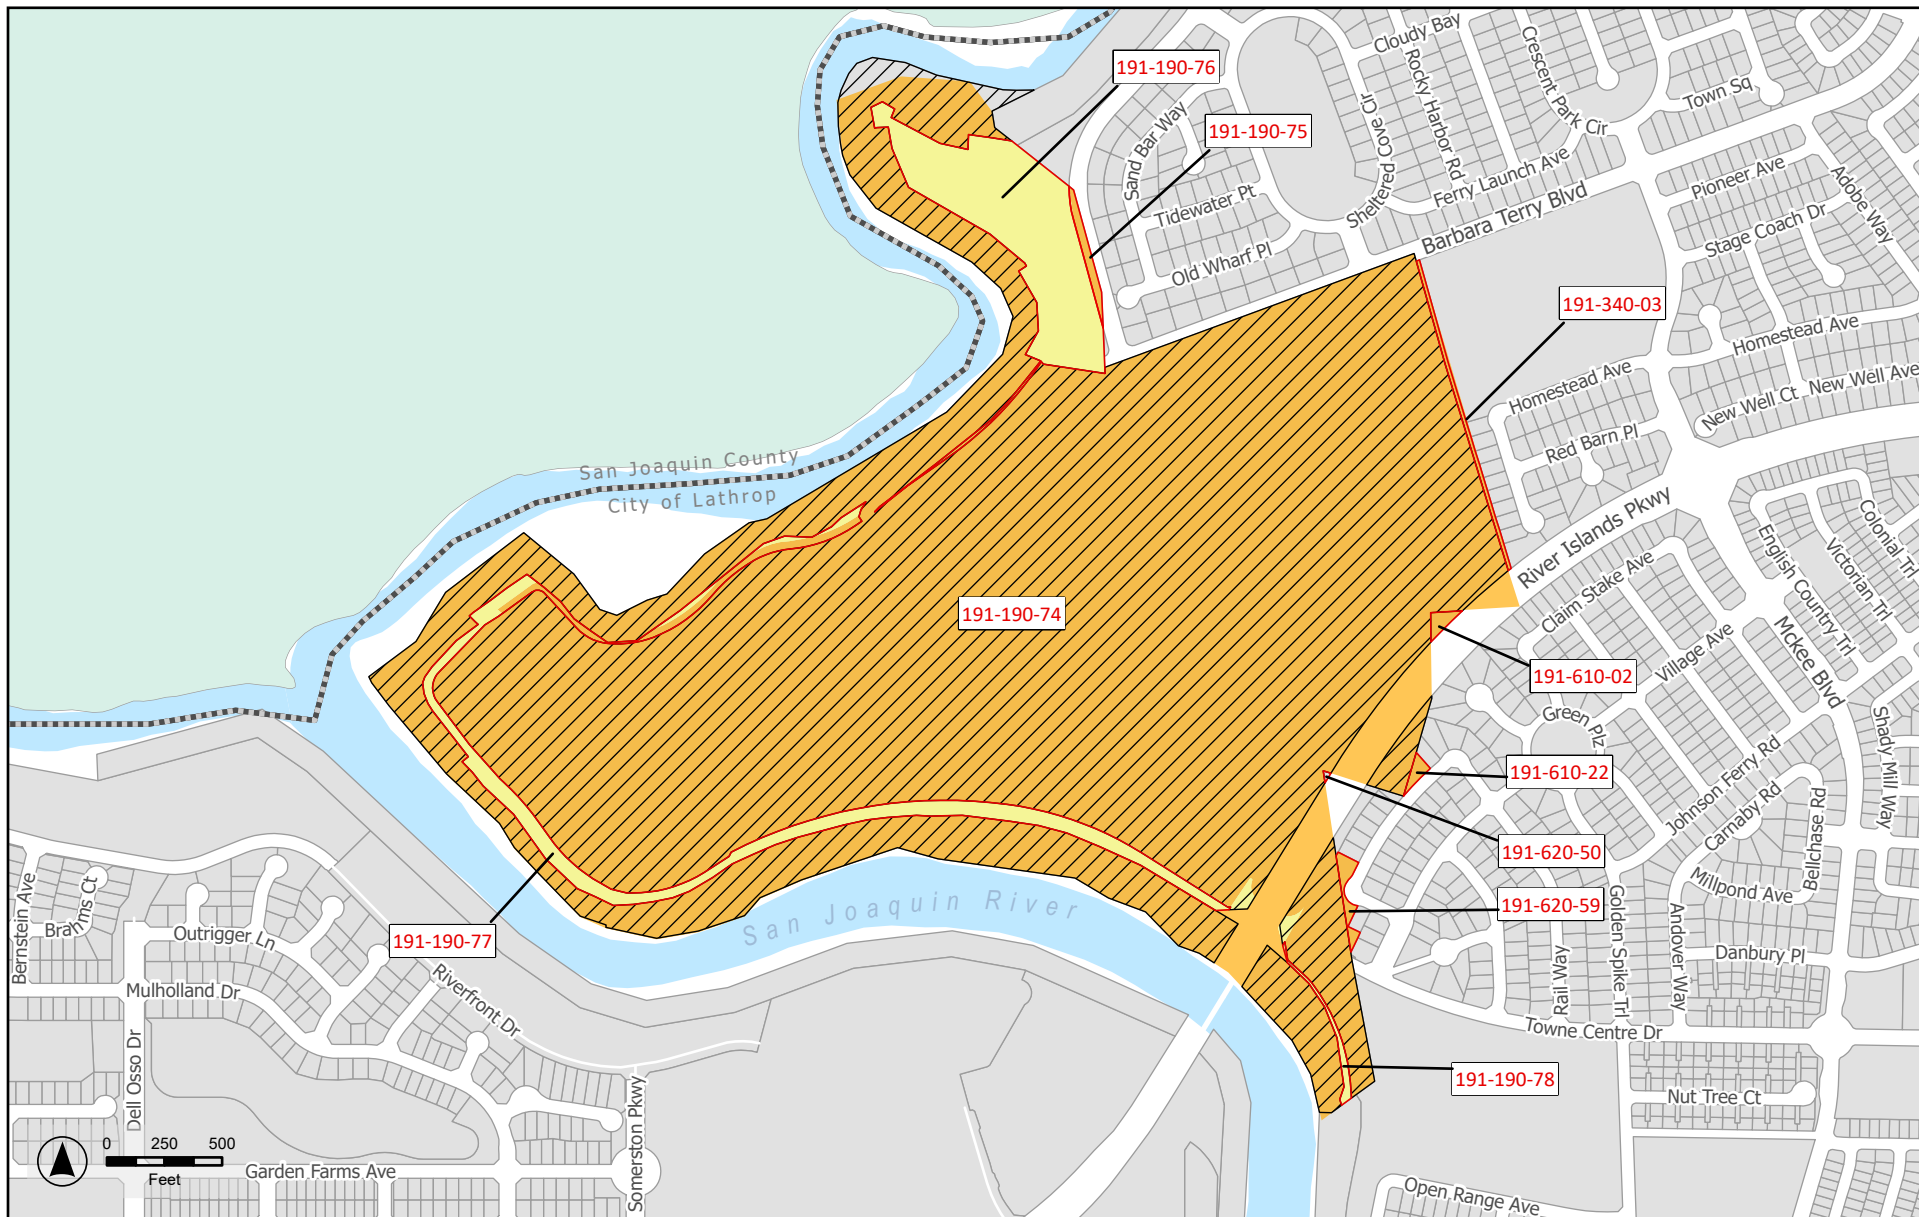 191-190-76
Cloudy Bay
Rocky Harbor Rd
Crescent Park Cir
Town Sq
191-190-75
Sand Bar Way
Sheltered Cove Cir
Ferry Launch Ave
Pioneer Ave
Adobe Way
Tidewater Pt
Barbara Terry Blvd
Stage Coach Dr
Old Wharf Pl
191-340-03
Homestead Ave
Homestead Ave
New Well Ct
New Well Ave
Red Barn Pl
San Joaquin County
City of Lathrop
River Islands Pkwy
Colonial Trl
English Country Trl
Victorian Trl
Claim Stake Ave
191-190-74
Village Ave
Mckee Blvd
191-610-02
Green Plz
Shady Mill Way
Johnson Ferry Rd
191-610-22
Carnaby Rd
Bellchase Rd
191-620-50
Millpond Ave
191-620-59
Golden Spike Trl
Andover Way
Bernstein Ave
Brahms Ct
Outrigger Ln
191-190-77
San Joaquin River
Rail Way
Danbury Pl
Mulholland Dr
Riverfront Dr
Towne Centre Dr
Dell Osso Dr
191-190-78
Nut Tree Ct
Somerston Pkwy
0 250 500
Feet
Garden Farms Ave
Open Range Ave